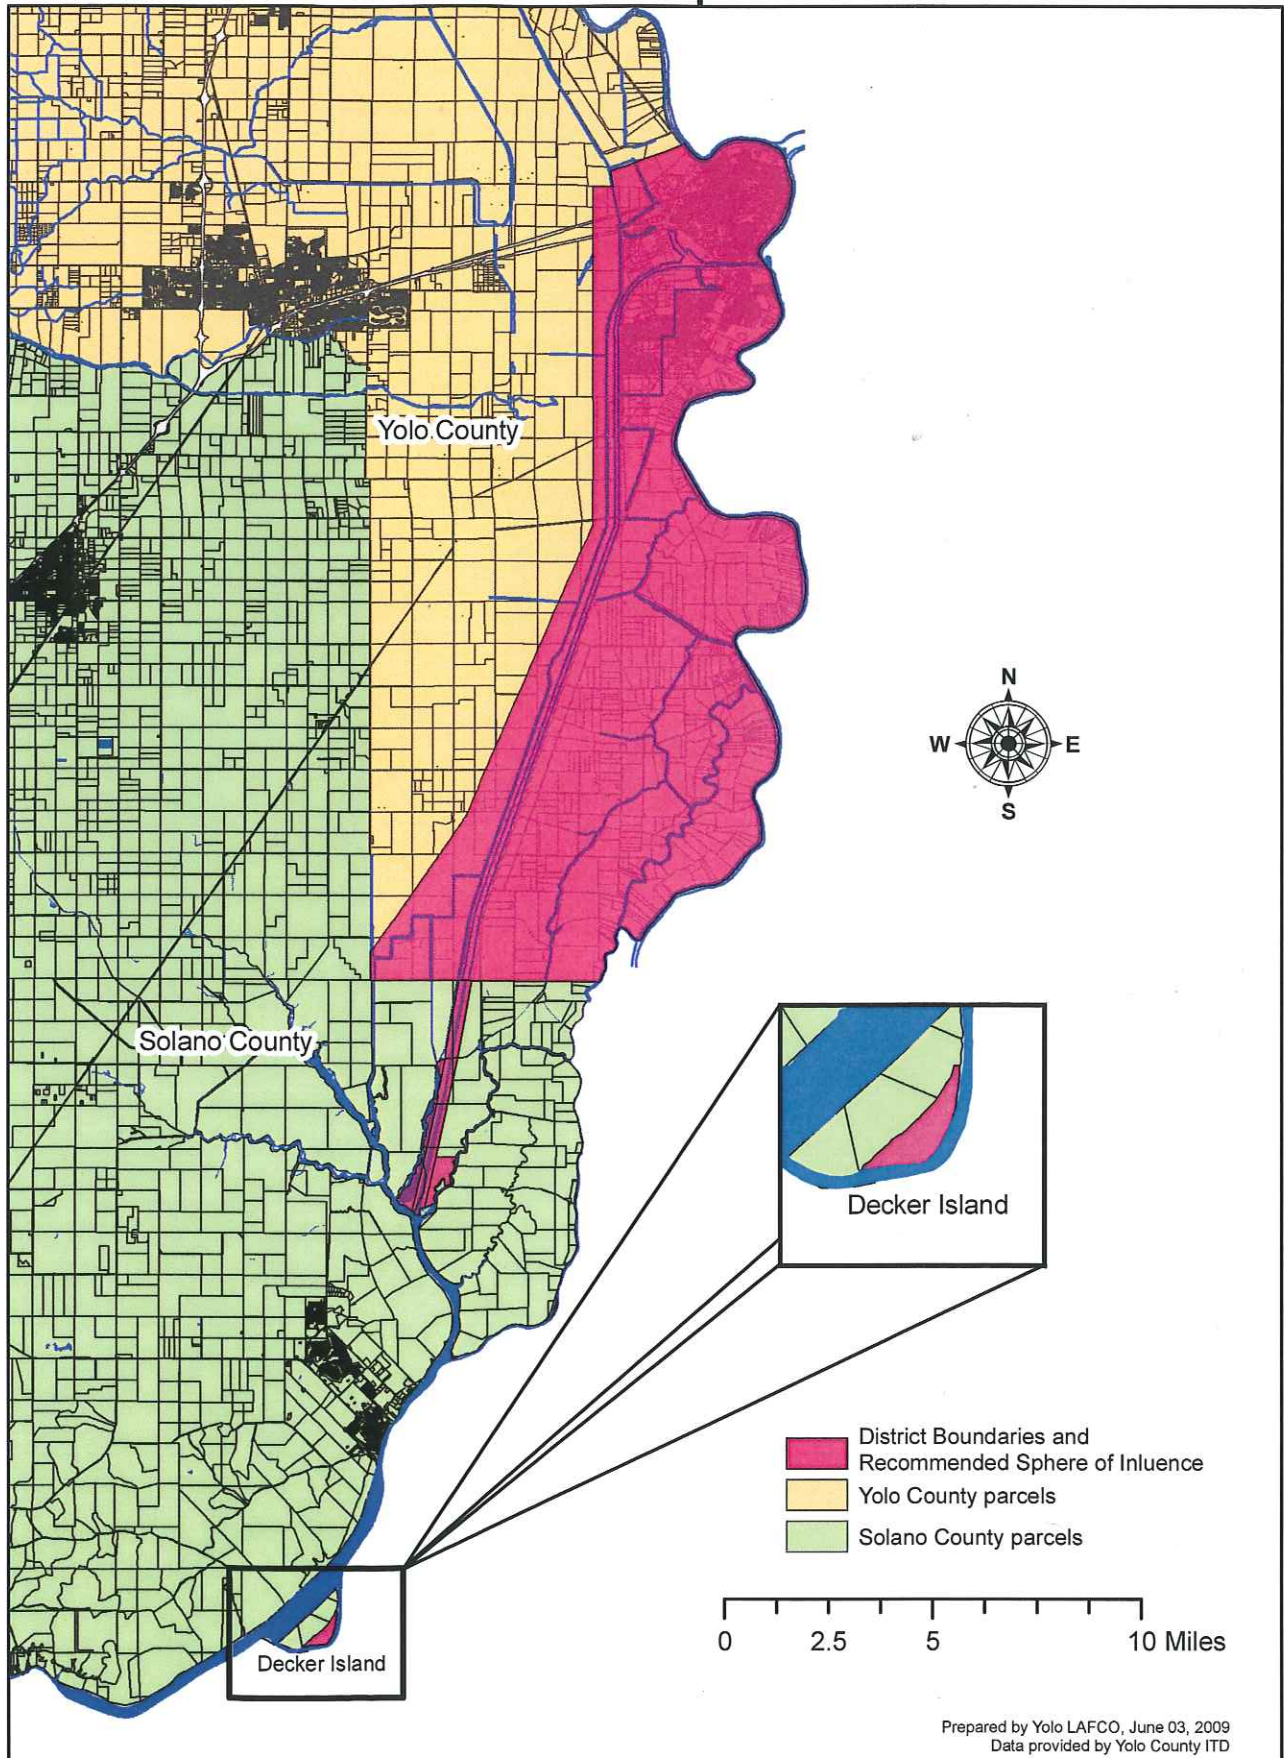 Yolo County
N
W
E
S
Solano County
Decker Island
District Boundaries and
Recommended Sphere of Inluence
Yolo County parcels
Solano County parcels
0 2.5 5 10 Miles
Decker Island
Prepared by Yolo LAFCO, June 03, 2009
Data provided by Yolo County ITD